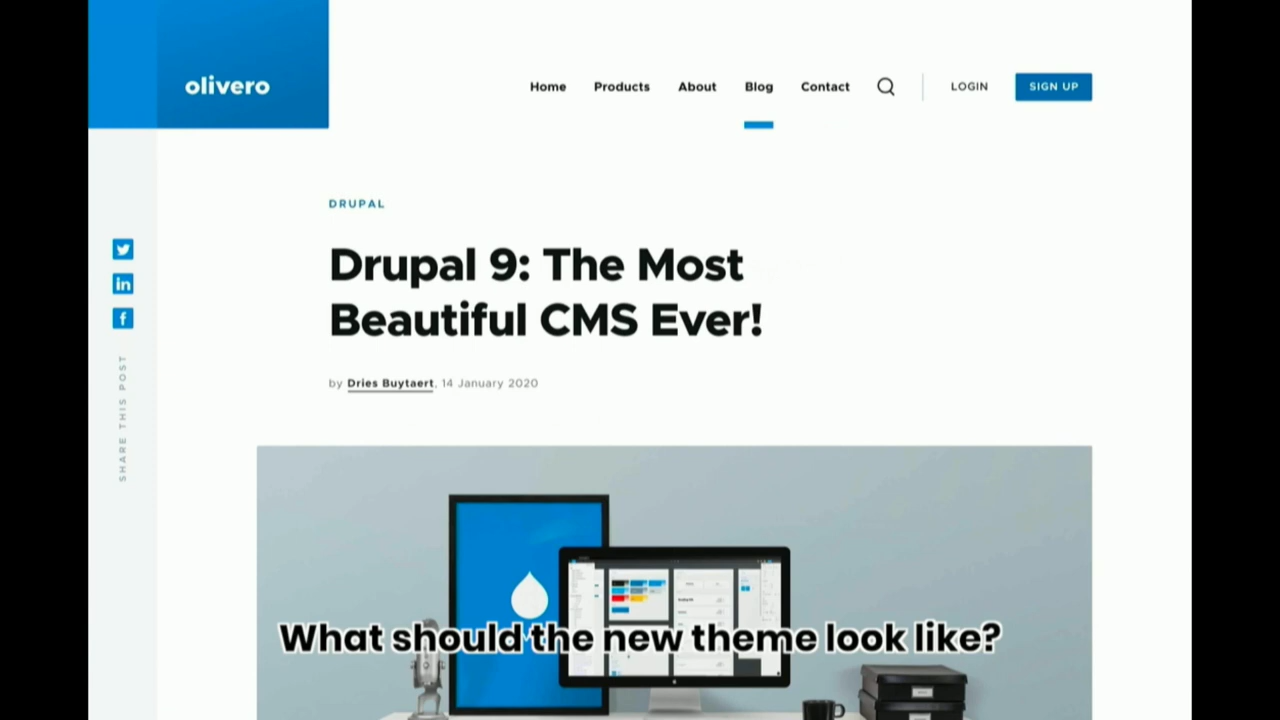 olivero
Home Products About Blog Contact LOGIN SIGN UP
DRUPAL
Drupal 9: The Most
Beautiful CMS Ever!
by Dries Buytaert, 14 January 2020
SHARE THIS POST
What should the new theme look like?